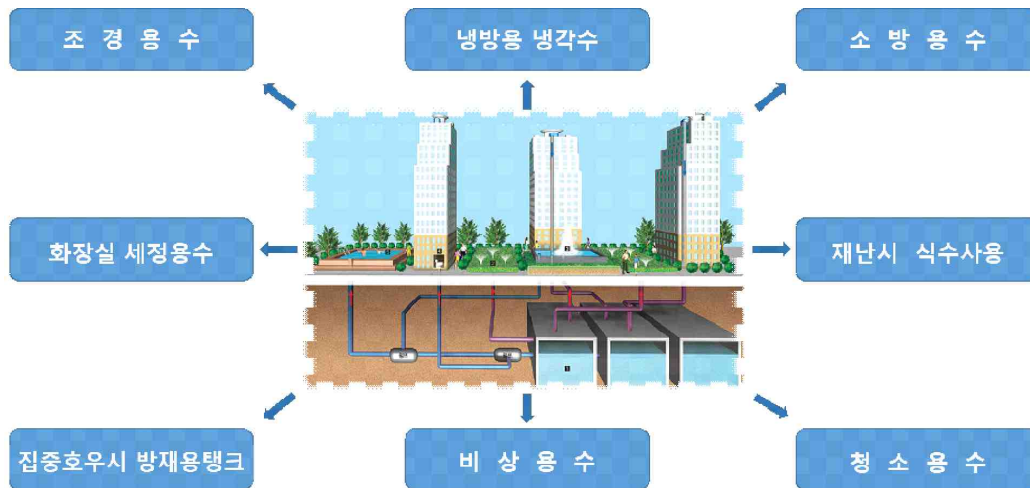 조 경 용 수
냉방용 냉각수
소 방 용 수
화장실 세정용수
재난시 식수사용
집중호우시 방재용탱크
비 상 용 수
청 소 용 수